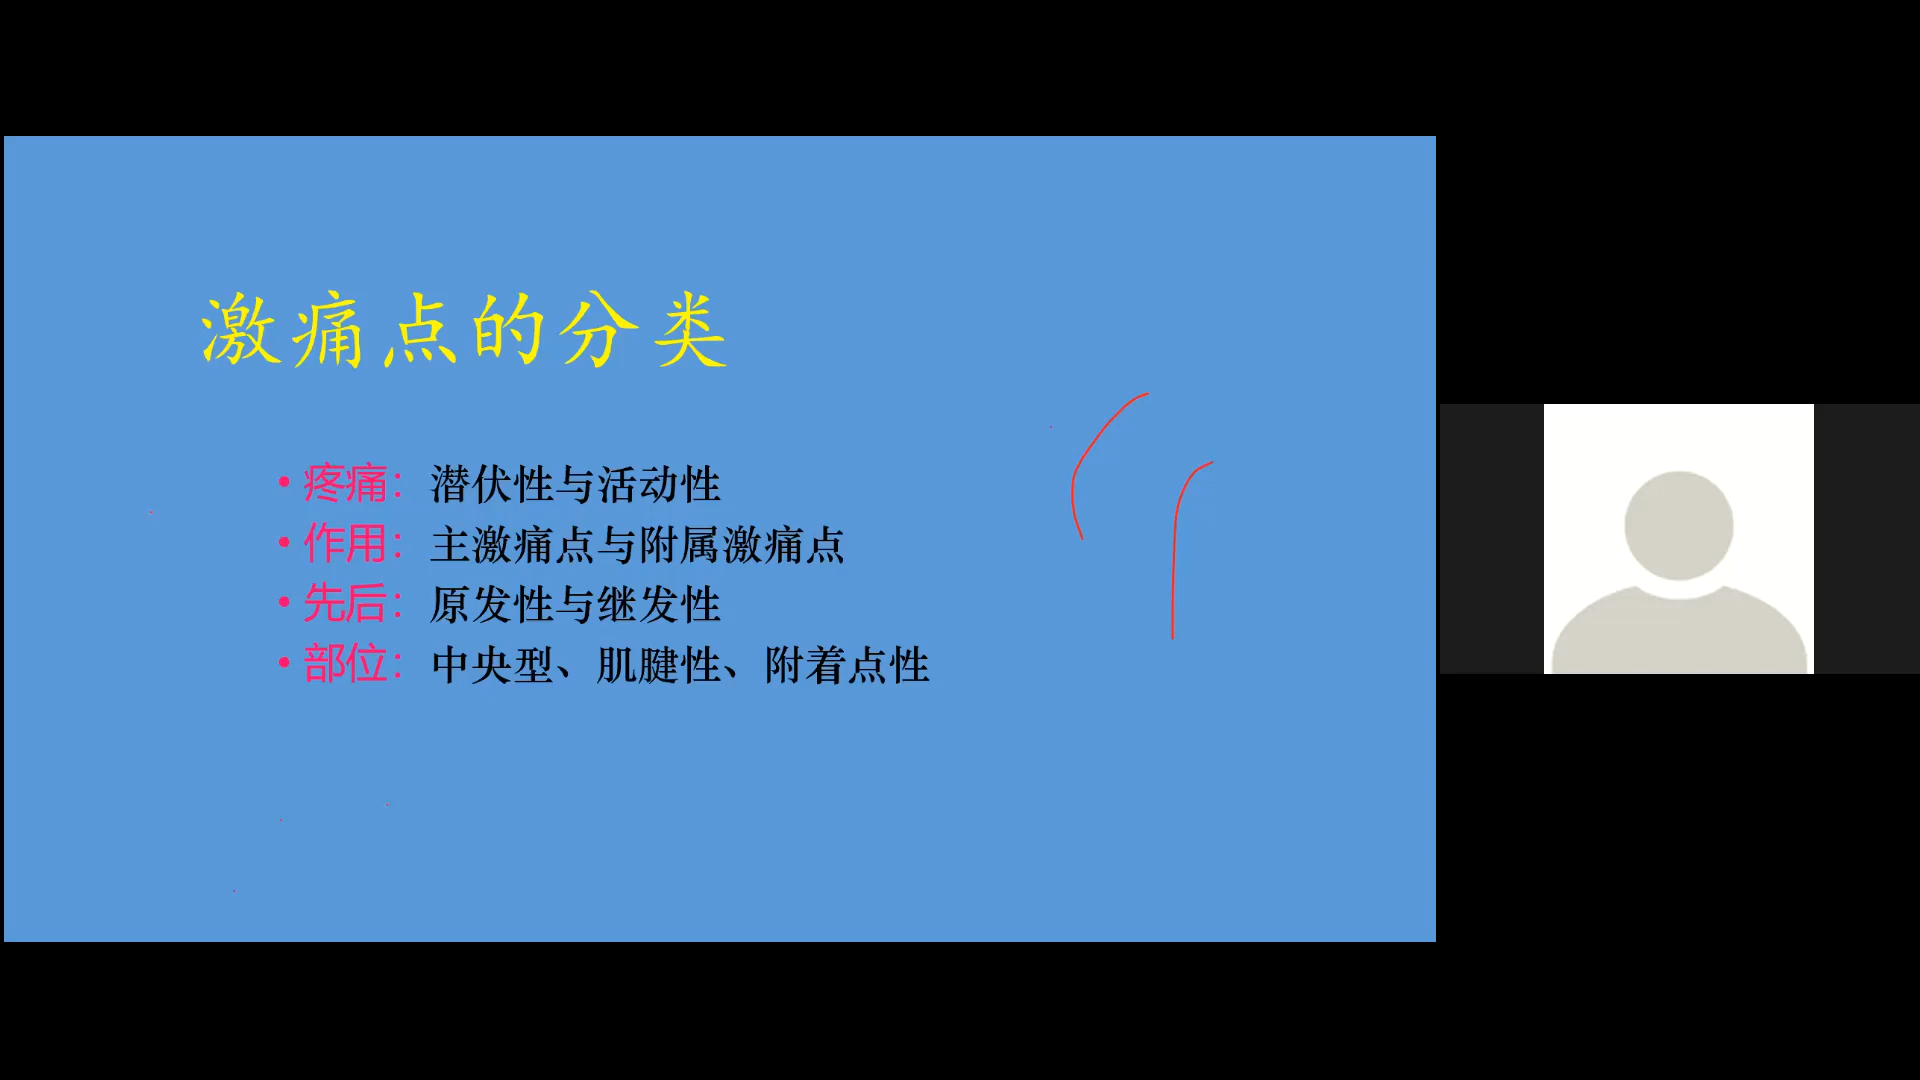 激痛点的分类
• 疼痛：潜伏性与活动性
• 作用：主激痛点与附属激痛点
• 先后：原发性与继发性
• 部位：中央型、肌腱性、附着点性